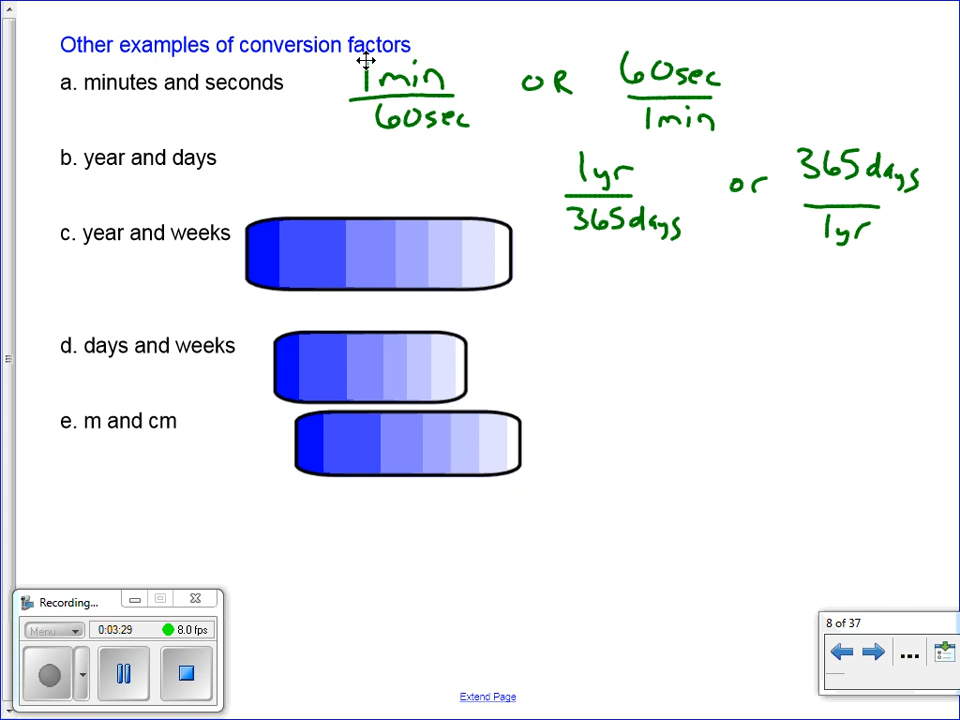 Other examples of conversion factors
a. minutes and seconds 1min/60sec OR 60sec/1min
b. year and days 1yr/365days or 365days/1yr
c. year and weeks
d. days and weeks
e. m and cm
Recording...
Menu 0:03:29 8.0 fps
8 of 37
...
Extend Page